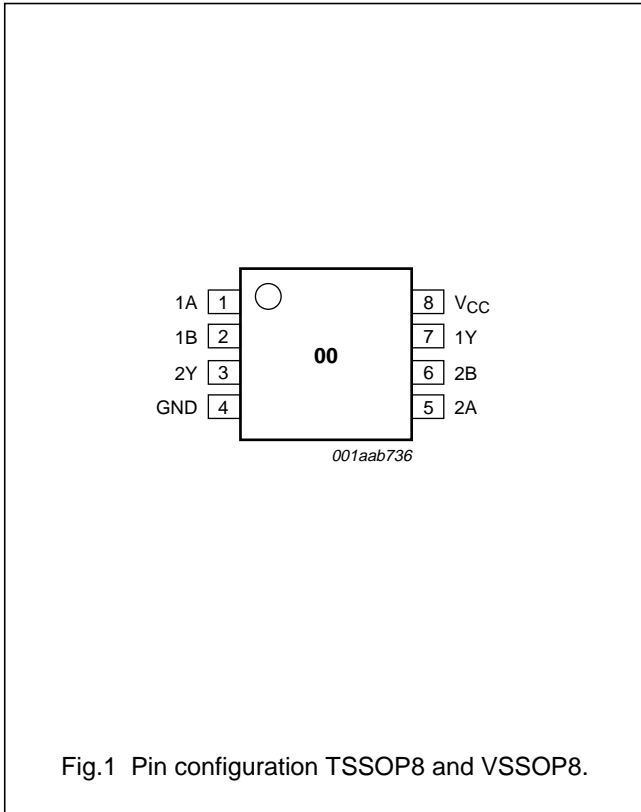 1A 1 8 VCC
1B 2 7 1Y
00
2Y 3 6 2B
GND 4 5 2A
001aab736
Fig.1 Pin configuration TSSOP8 and VSSOP8.